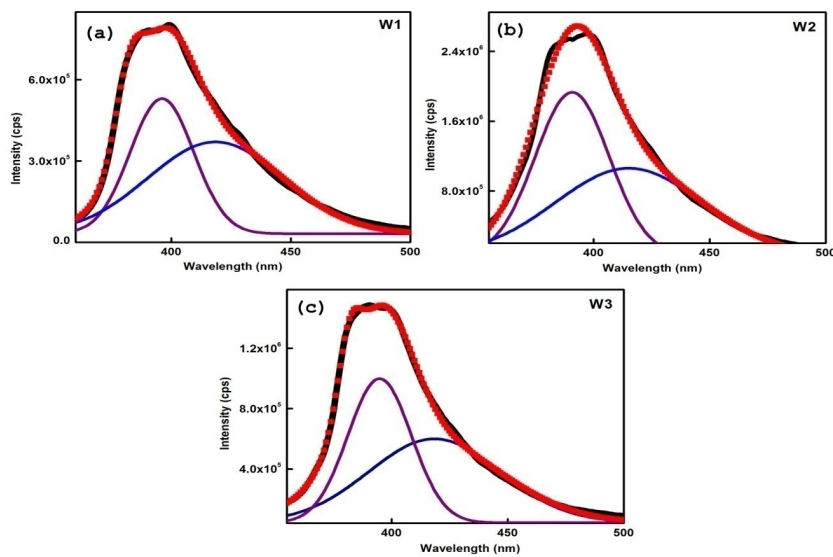 (a)
W1
6.0x10⁵
3.0x10⁵
0.0
Intensity (cps)
400
450
500
Wavelength (nm)
(b)
W2
2.4x10⁶
1.6x10⁶
8.0x10⁵
Intensity (cps)
400
450
500
Wavelength (nm)
(c)
W3
1.2x10⁶
8.0x10⁵
4.0x10⁵
Intensity (cps)
400
450
500
Wavelength (nm)